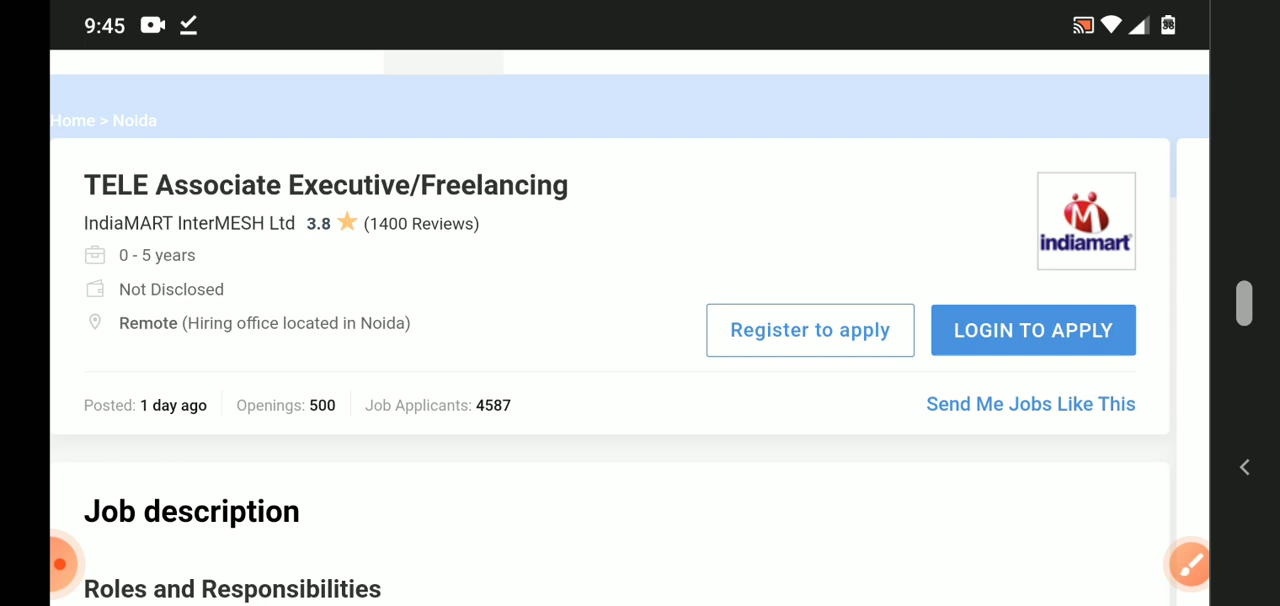 9:45
38
Home > Noida
TELE Associate Executive/Freelancing
IndiaMART InterMESH Ltd 3.8 (1400 Reviews)
indiamart
0 - 5 years
Not Disclosed
Remote (Hiring office located in Noida)
Register to apply
LOGIN TO APPLY
Posted: 1 day ago
Openings: 500
Job Applicants: 4587
Send Me Jobs Like This
Job description
Roles and Responsibilities